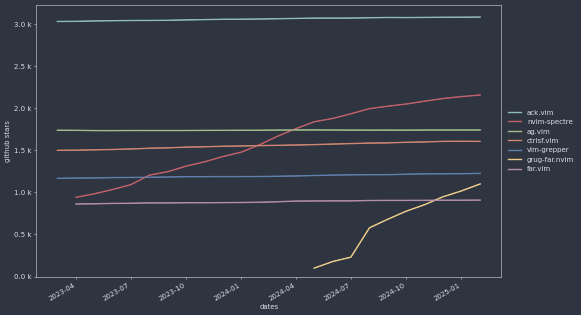 3.0 k
2.5 k
2.0 k
1.5 k
1.0 k
0.5 k
0.0 k
github stars
2023-04
2023-07
2023-10
2024-01
2024-04
2024-07
2024-10
2025-01
dates
ack.vim
nvim-spectre
ag.vim
ctrlsf.vim
vim-grepper
grug-far.nvim
far.vim